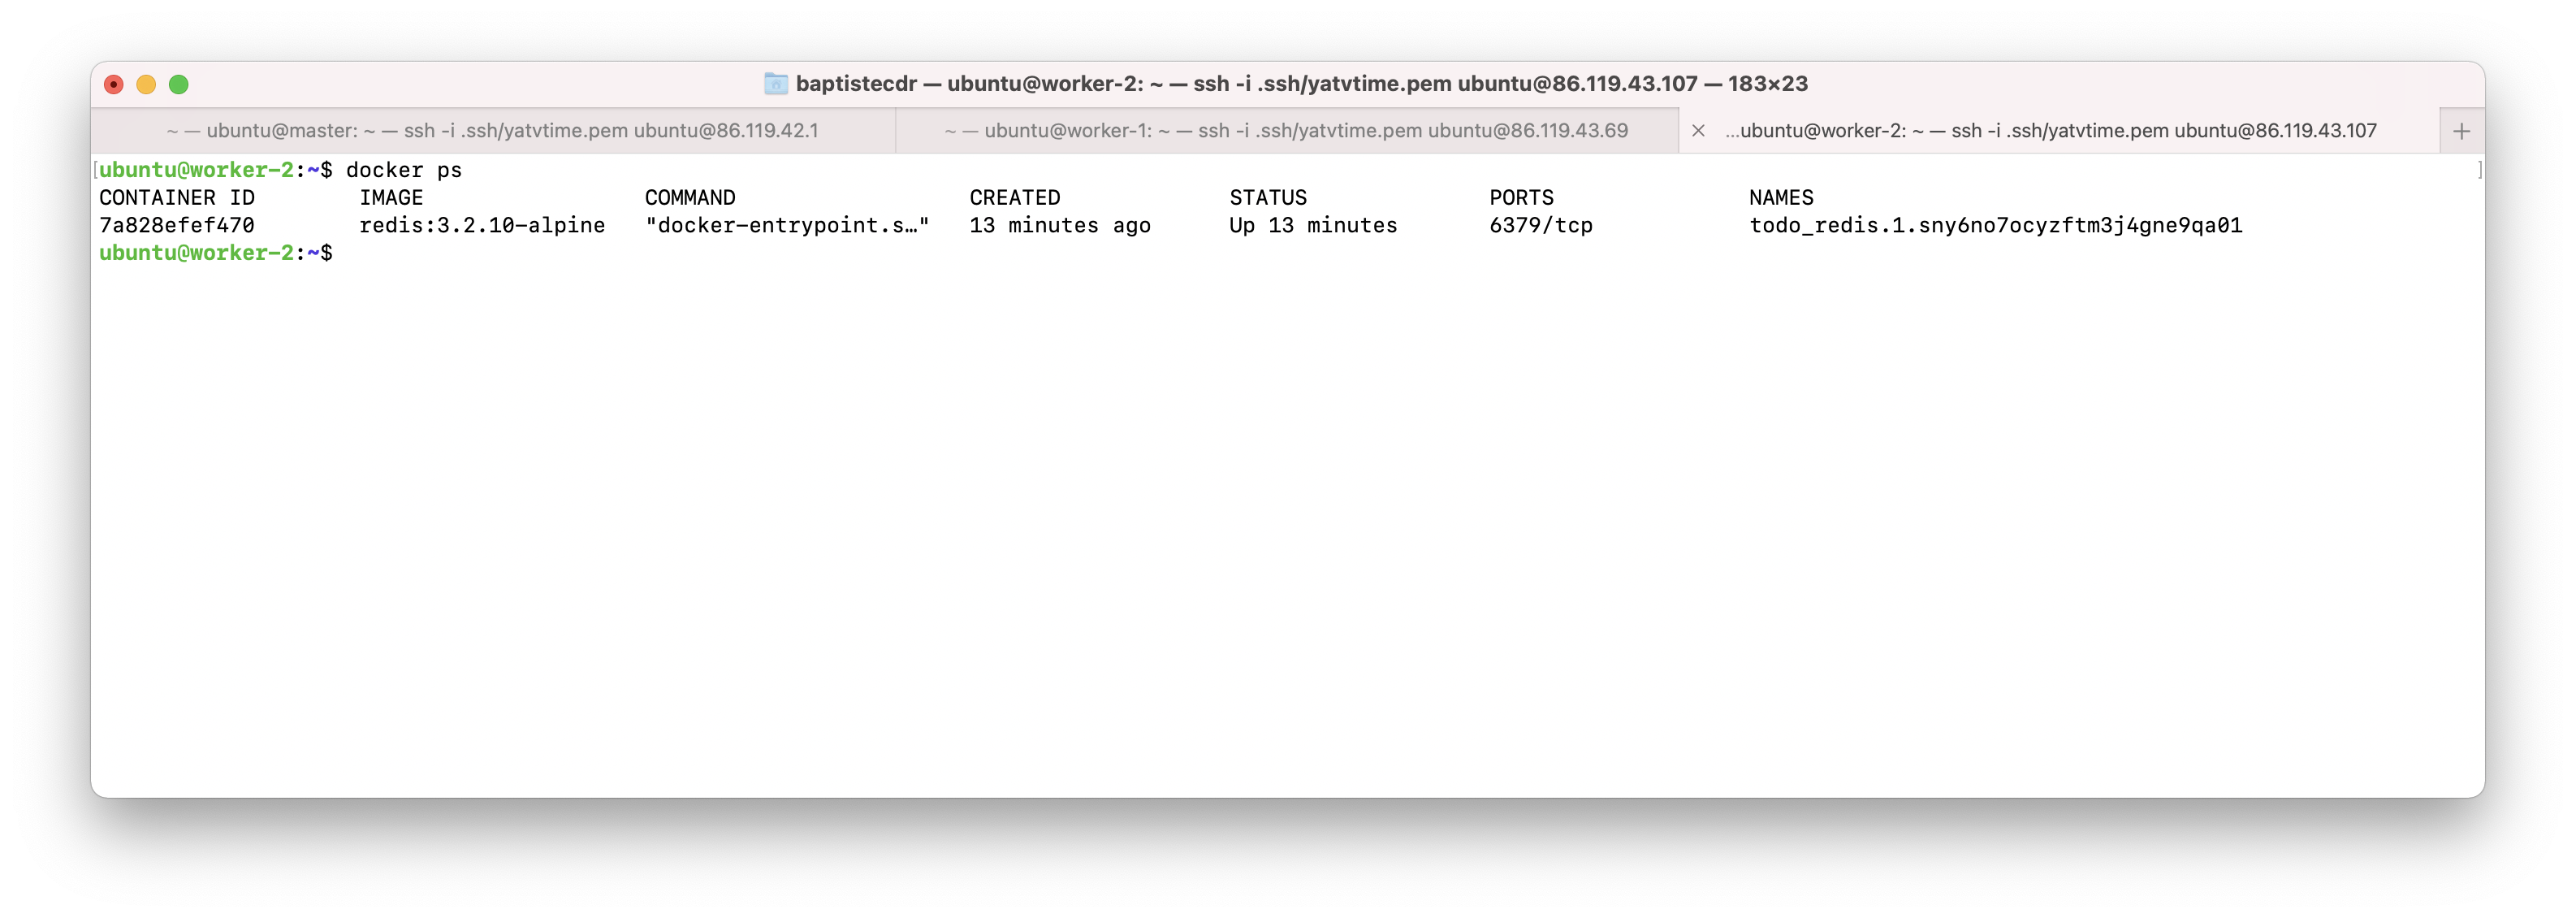 baptistecdr — ubuntu@worker-2: ~ — ssh -i .ssh/yatvtime.pem ubuntu@86.119.43.107 — 183×23
~ — ubuntu@master: ~ — ssh -i .ssh/yatvtime.pem ubuntu@86.119.42.1 ~ — ubuntu@worker-1: ~ — ssh -i .ssh/yatvtime.pem ubuntu@86.119.43.69 ...ubuntu@worker-2: ~ — ssh -i .ssh/yatvtime.pem ubuntu@86.119.43.107
[ubuntu@worker-2:~$ docker ps ]
CONTAINER ID IMAGE COMMAND CREATED STATUS PORTS NAMES
7a828efef470 redis:3.2.10-alpine "docker-entrypoint.s…" 13 minutes ago Up 13 minutes 6379/tcp todo_redis.1.sny6no7ocyzftm3j4gne9qa01
ubuntu@worker-2:~$